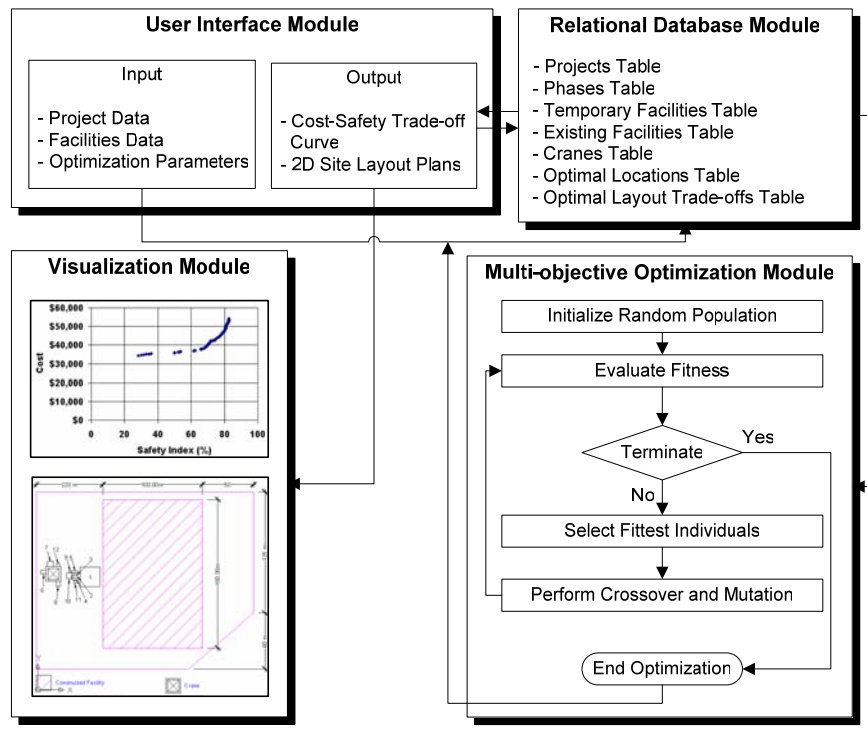 User Interface Module
Input
- Project Data
- Facilities Data
- Optimization Parameters
Output
- Cost-Safety Trade-off
Curve
- 2D Site Layout Plans
Relational Database Module
- Projects Table
- Phases Table
- Temporary Facilities Table
- Existing Facilities Table
- Cranes Table
- Optimal Locations Table
- Optimal Layout Trade-offs Table
Visualization Module
$60,000
$50,000
$40,000
$30,000
$20,000
$10,000
$0
Cost
0 20 40 60 80 100
Safety Index (%)
1
Y
X
Constructed Facility
Crane
Multi-objective Optimization Module
Initialize Random Population
Evaluate Fitness
Terminate
Yes
No
Select Fittest Individuals
Perform Crossover and Mutation
End Optimization